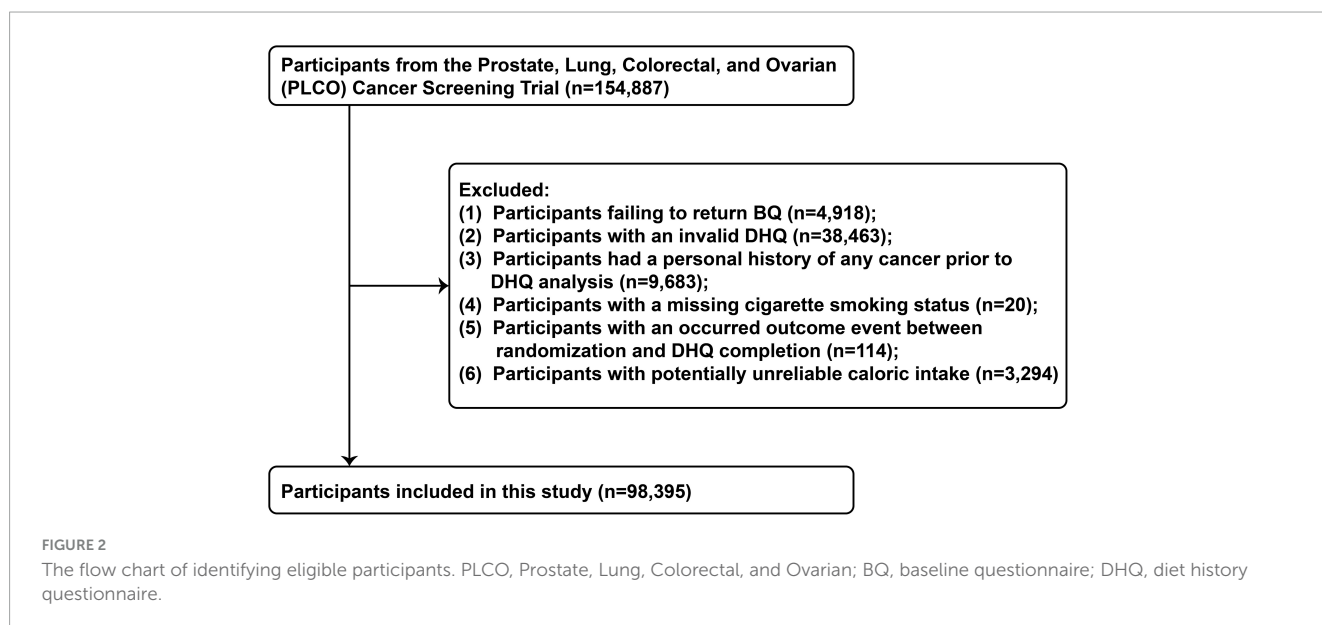 Participants from the Prostate, Lung, Colorectal, and Ovarian
(PLCO) Cancer Screening Trial (n=154,887)
Excluded:
(1) Participants failing to return BQ (n=4,918);
(2) Participants with an invalid DHQ (n=38,463);
(3) Participants had a personal history of any cancer prior to
DHQ analysis (n=9,683);
(4) Participants with a missing cigarette smoking status (n=20);
(5) Participants with an occurred outcome event between
randomization and DHQ completion (n=114);
(6) Participants with potentially unreliable caloric intake (n=3,294)
Participants included in this study (n=98,395)
FIGURE 2
The flow chart of identifying eligible participants. PLCO, Prostate, Lung, Colorectal, and Ovarian; BQ, baseline questionnaire; DHQ, diet history
questionnaire.